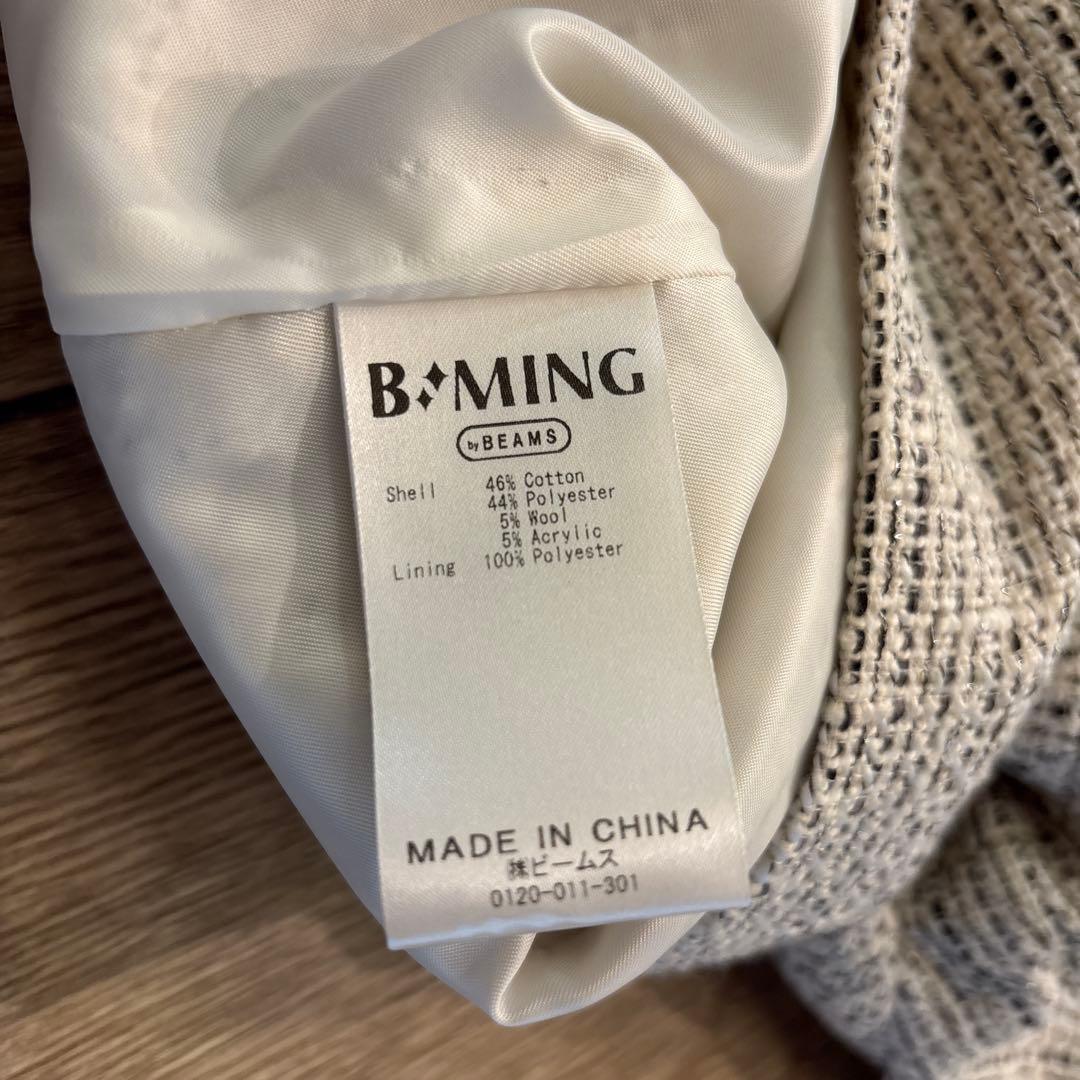 B:MING
by BEAMS
Shell 46% Cotton
44% Polyester
5% Wool
5% Acrylic
Lining 100% Polyester
MADE IN CHINA
㈱ビームス
0120-011-301